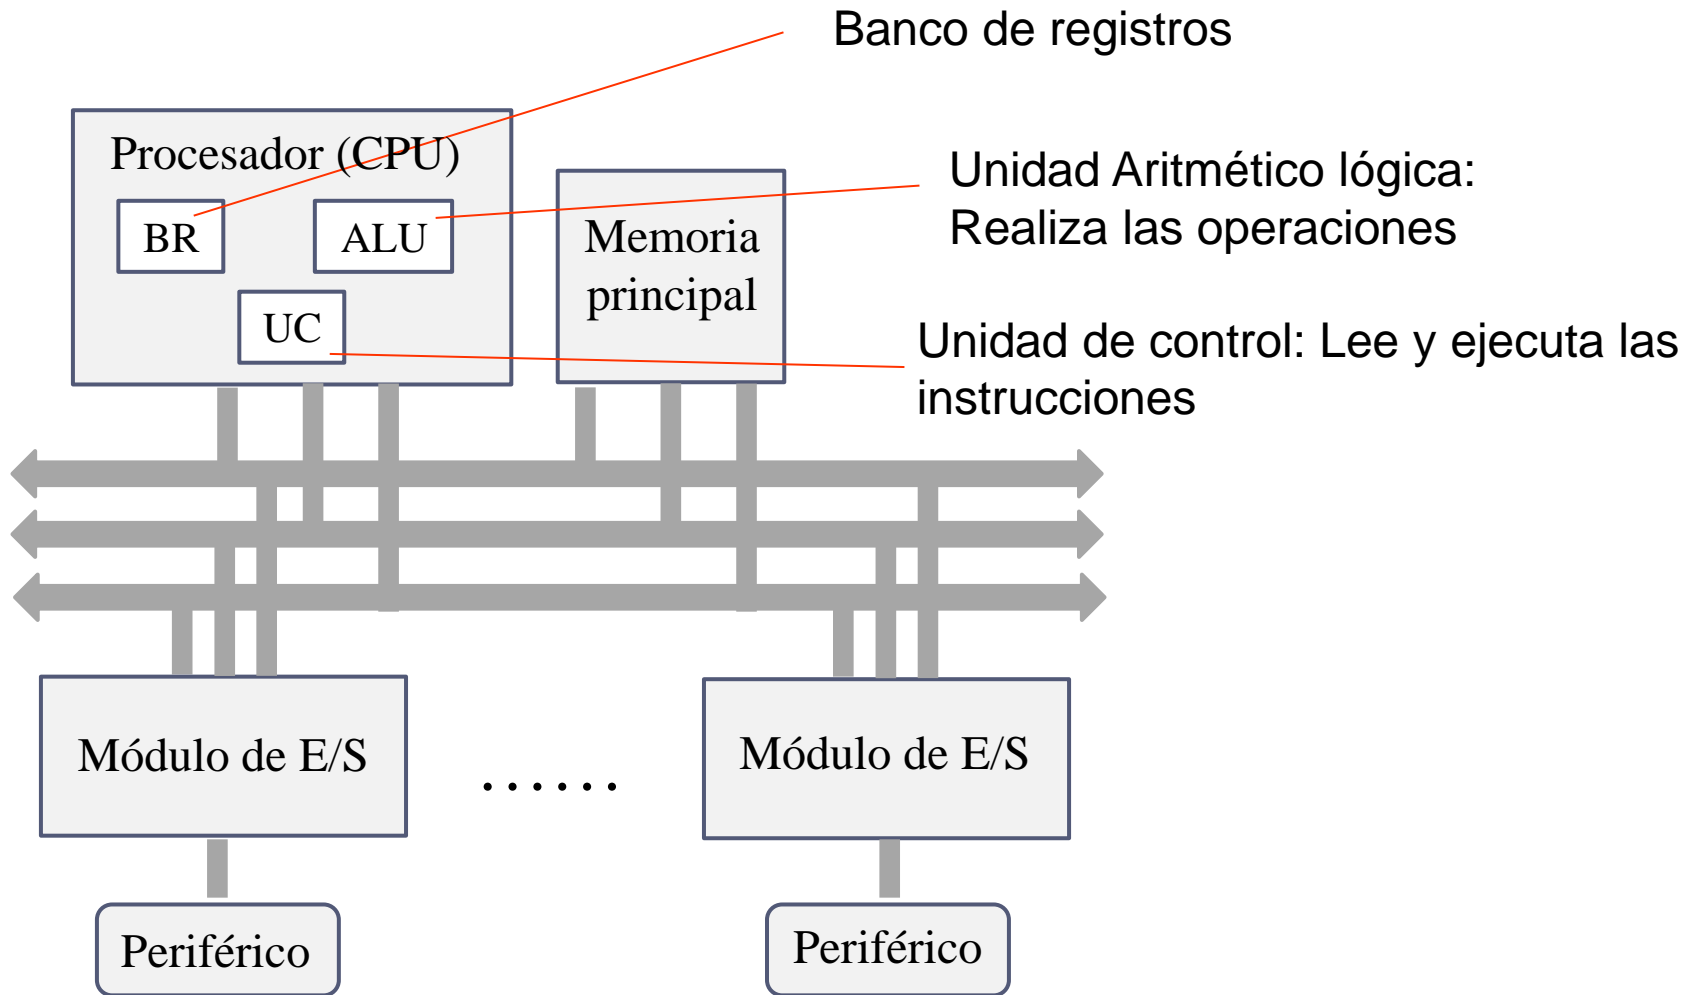 Banco de registros
Procesador (CPU)
BR
ALU
UC
Memoria
principal
Unidad Aritmético lógica:
Realiza las operaciones
Unidad de control: Lee y ejecuta las
instrucciones
Módulo de E/S
......
Módulo de E/S
Periférico
Periférico